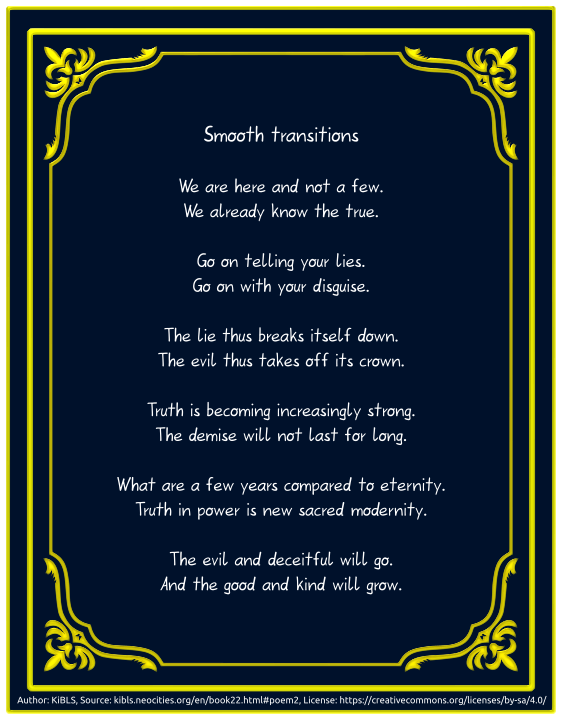 Smooth transitions
We are here and not a few.
We already know the true.
Go on telling your lies.
Go on with your disguise.
The lie thus breaks itself down.
The evil thus takes off its crown.
Truth is becoming increasingly strong.
The demise will not last for long.
What are a few years compared to eternity.
Truth in power is new sacred modernity.
The evil and deceitful will go.
And the good and kind will grow.
Author: KiBLS, Source: kibls.neocities.org/en/book22.html#poem2, License: https://creativecommons.org/licenses/by-sa/4.0/